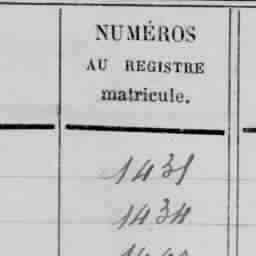 NUMÉROS
AU REGISTRE
matricule.
1431
1434